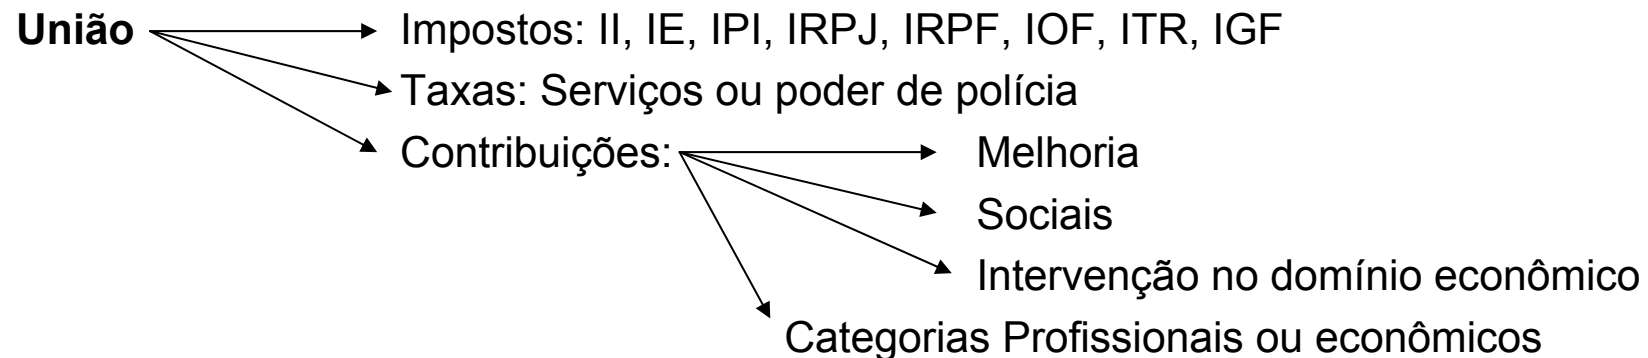 União Impostos: II, IE, IPI, IRPJ, IRPF, IOF, ITR, IGF
Taxas: Serviços ou poder de polícia
Contribuições: Melhoria
Sociais
Intervenção no domínio econômico
Categorias Profissionais ou econômicos